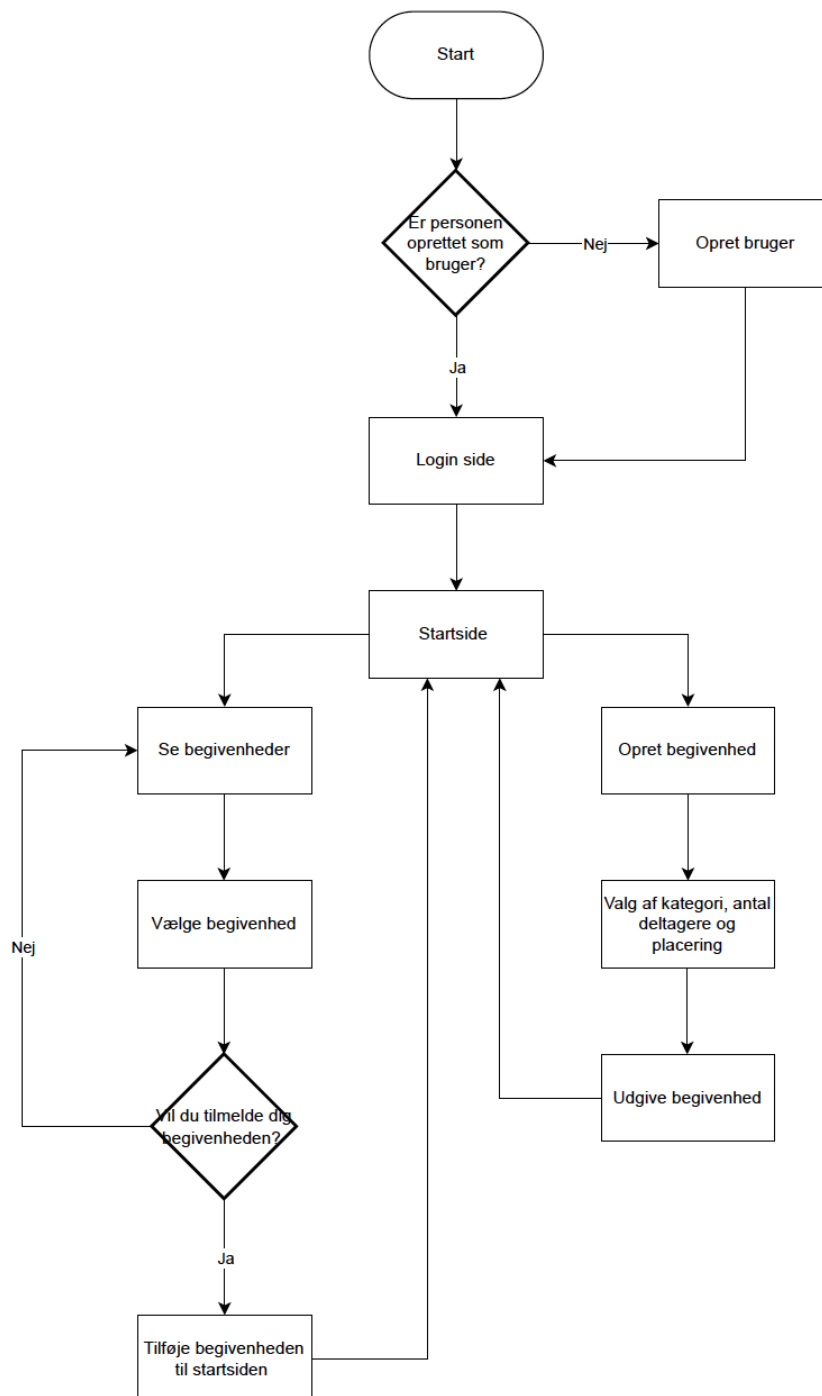 Start
Er personen
oprettet som
bruger?
Nej
Opret bruger
Ja
Login side
Startside
Se begivenheder
Opret begivenhed
Vælge begivenhed
Valg af kategori, antal
deltagere og
placering
Nej
Vil du tilmelde dig
begivenheden?
Udgive begivenhed
Ja
Tilføje begivenheden
til startsiden